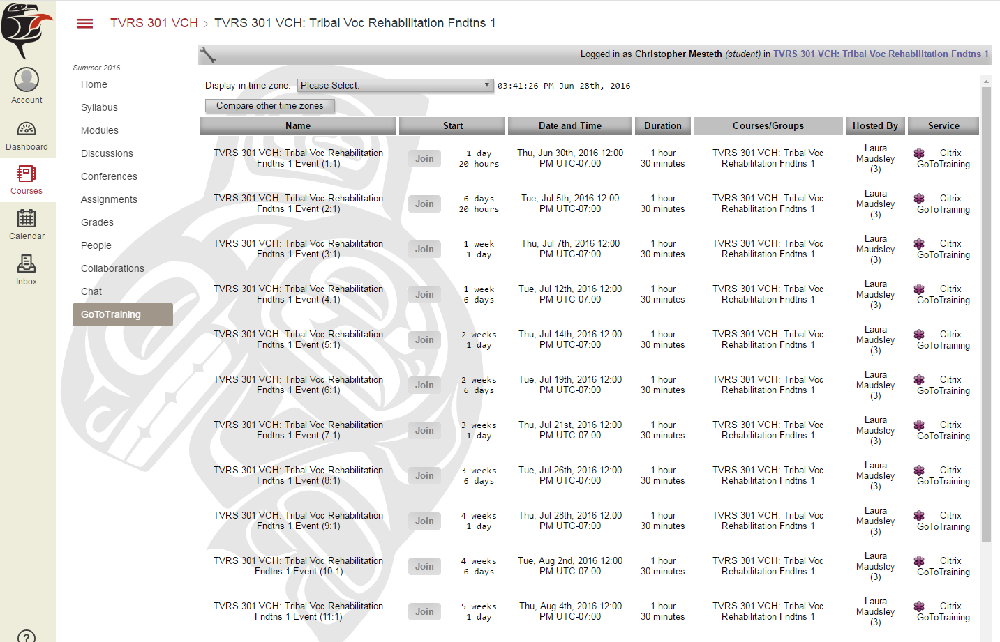 TVRS 301 VCH > TVRS 301 VCH: Tribal Voc Rehabilitation Fndtns 1
Logged in as Christopher Mesteth (student) in TVRS 301 VCH: Tribal Voc Rehabilitation Fndtns 1
Account
Dashboard
Courses
Calendar
Inbox
?
Summer 2016
Home
Syllabus
Modules
Discussions
Conferences
Assignments
Grades
People
Collaborations
Chat
GoToTraining
Display in time zone: Please Select: 03:41:26 PM Jun 28th, 2016
Compare other time zones
Name Start Date and Time Duration Courses/Groups Hosted By Service
TVRS 301 VCH: Tribal Voc Rehabilitation
Fndtns 1 Event (1:1)
Join
1 day
20 hours
Thu, Jun 30th, 2016 12:00
PM UTC-07:00
1 hour
30 minutes
TVRS 301 VCH: Tribal Voc
Rehabilitation Fndtns 1
Laura
Maudsley
(3)
Citrix
GoToTraining
TVRS 301 VCH: Tribal Voc Rehabilitation
Fndtns 1 Event (2:1)
Join
6 days
20 hours
Tue, Jul 5th, 2016 12:00
PM UTC-07:00
1 hour
30 minutes
TVRS 301 VCH: Tribal Voc
Rehabilitation Fndtns 1
Laura
Maudsley
(3)
Citrix
GoToTraining
TVRS 301 VCH: Tribal Voc Rehabilitation
Fndtns 1 Event (3:1)
Join
1 week
1 day
Thu, Jul 7th, 2016 12:00
PM UTC-07:00
1 hour
30 minutes
TVRS 301 VCH: Tribal Voc
Rehabilitation Fndtns 1
Laura
Maudsley
(3)
Citrix
GoToTraining
TVRS 301 VCH: Tribal Voc Rehabilitation
Fndtns 1 Event (4:1)
Join
1 week
6 days
Tue, Jul 12th, 2016 12:00
PM UTC-07:00
1 hour
30 minutes
TVRS 301 VCH: Tribal Voc
Rehabilitation Fndtns 1
Laura
Maudsley
(3)
Citrix
GoToTraining
TVRS 301 VCH: Tribal Voc Rehabilitation
Fndtns 1 Event (5:1)
Join
2 weeks
1 day
Thu, Jul 14th, 2016 12:00
PM UTC-07:00
1 hour
30 minutes
TVRS 301 VCH: Tribal Voc
Rehabilitation Fndtns 1
Laura
Maudsley
(3)
Citrix
GoToTraining
TVRS 301 VCH: Tribal Voc Rehabilitation
Fndtns 1 Event (6:1)
Join
2 weeks
6 days
Tue, Jul 19th, 2016 12:00
PM UTC-07:00
1 hour
30 minutes
TVRS 301 VCH: Tribal Voc
Rehabilitation Fndtns 1
Laura
Maudsley
(3)
Citrix
GoToTraining
TVRS 301 VCH: Tribal Voc Rehabilitation
Fndtns 1 Event (7:1)
Join
3 weeks
1 day
Thu, Jul 21st, 2016 12:00
PM UTC-07:00
1 hour
30 minutes
TVRS 301 VCH: Tribal Voc
Rehabilitation Fndtns 1
Laura
Maudsley
(3)
Citrix
GoToTraining
TVRS 301 VCH: Tribal Voc Rehabilitation
Fndtns 1 Event (8:1)
Join
3 weeks
6 days
Tue, Jul 26th, 2016 12:00
PM UTC-07:00
1 hour
30 minutes
TVRS 301 VCH: Tribal Voc
Rehabilitation Fndtns 1
Laura
Maudsley
(3)
Citrix
GoToTraining
TVRS 301 VCH: Tribal Voc Rehabilitation
Fndtns 1 Event (9:1)
Join
4 weeks
1 day
Thu, Jul 28th, 2016 12:00
PM UTC-07:00
1 hour
30 minutes
TVRS 301 VCH: Tribal Voc
Rehabilitation Fndtns 1
Laura
Maudsley
(3)
Citrix
GoToTraining
TVRS 301 VCH: Tribal Voc Rehabilitation
Fndtns 1 Event (10:1)
Join
4 weeks
6 days
Tue, Aug 2nd, 2016 12:00
PM UTC-07:00
1 hour
30 minutes
TVRS 301 VCH: Tribal Voc
Rehabilitation Fndtns 1
Laura
Maudsley
(3)
Citrix
GoToTraining
TVRS 301 VCH: Tribal Voc Rehabilitation
Fndtns 1 Event (11:1)
Join
5 weeks
1 day
Thu, Aug 4th, 2016 12:00
PM UTC-07:00
1 hour
30 minutes
TVRS 301 VCH: Tribal Voc
Rehabilitation Fndtns 1
Laura
Maudsley
(3)
Citrix
GoToTraining